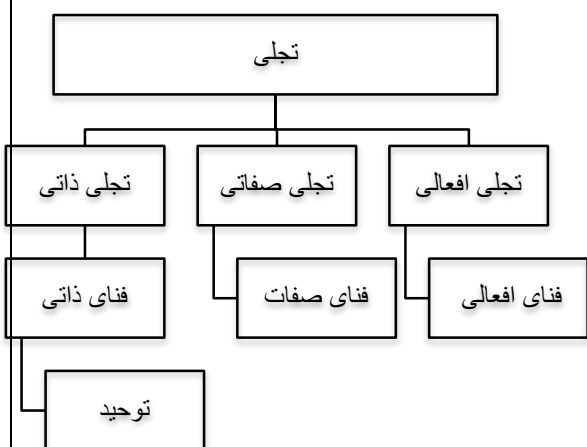 تجلی
تجلی افعالی
تجلی صفاتی
تجلی ذاتی
فنای افعالی
فنای صفات
فنای ذاتی
توحید